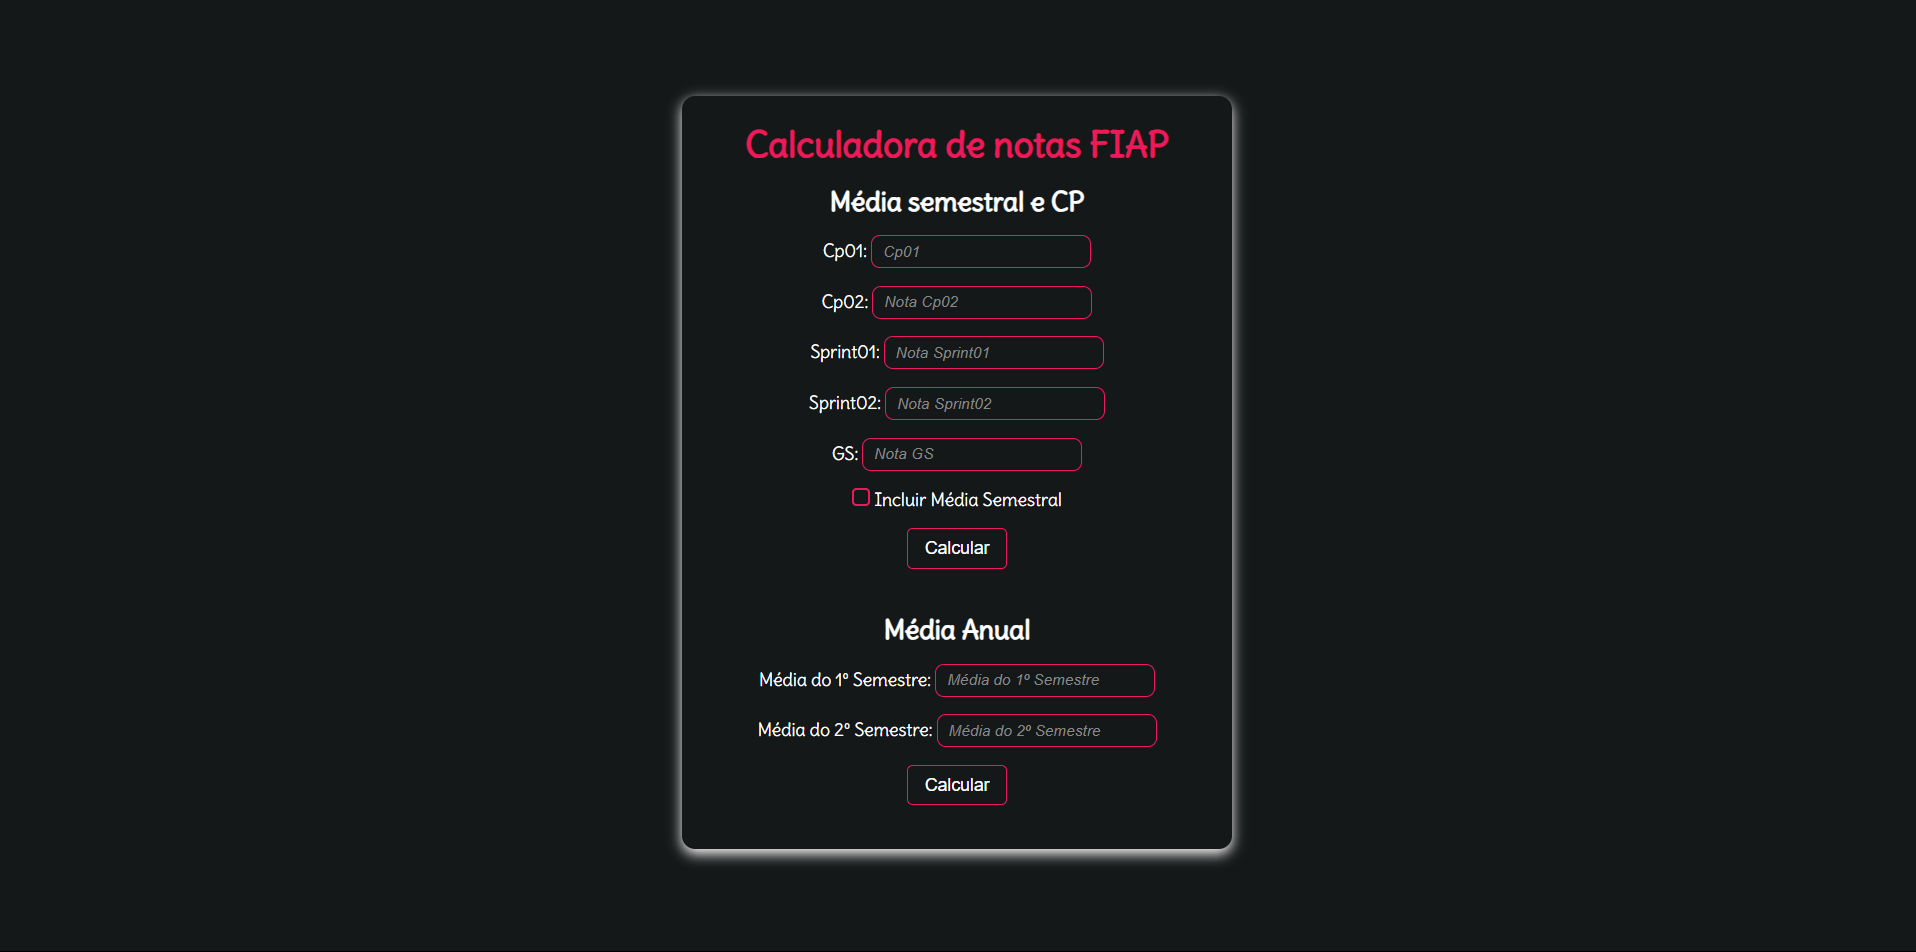 Calculadora de notas FIAP
Média semestral e CP
Cp01: Cp01
Cp02: Nota Cp02
Sprint01: Nota Sprint01
Sprint02: Nota Sprint02
GS: Nota GS
Incluir Média Semestral
Calcular
Média Anual
Média do 1º Semestre: Média do 1º Semestre
Média do 2º Semestre: Média do 2º Semestre
Calcular